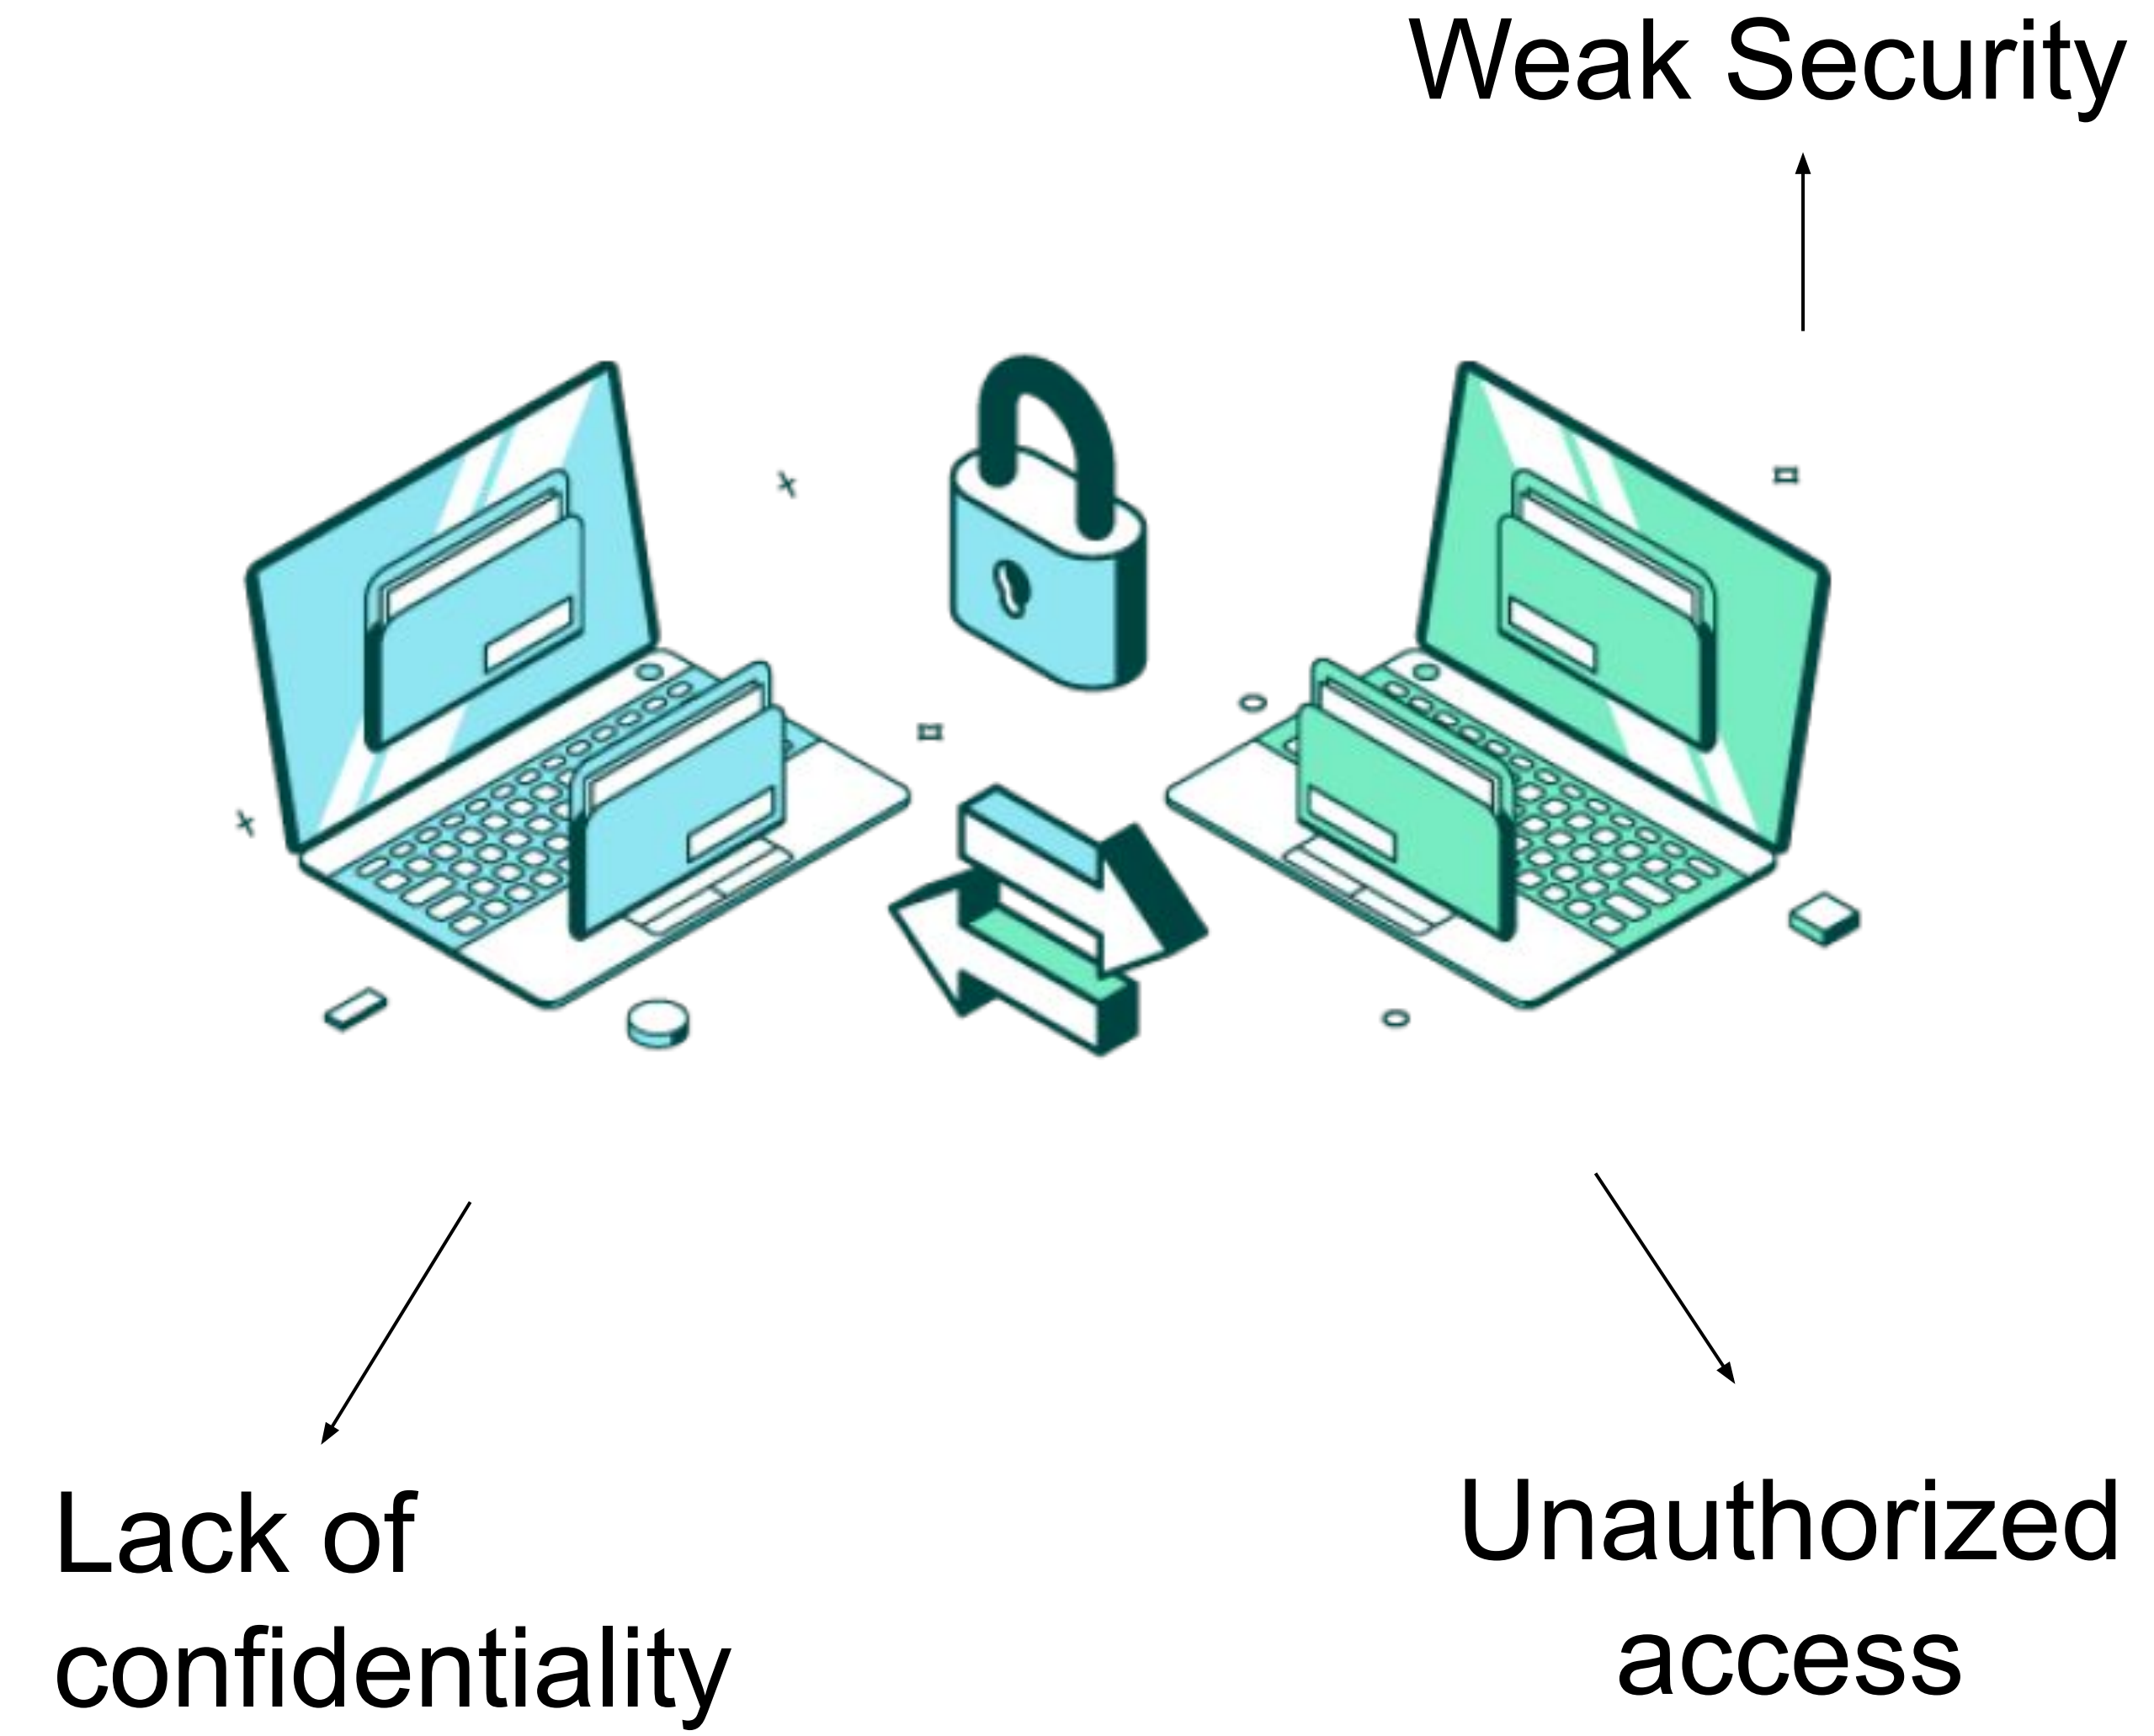 Weak Security
Lack of
confidentiality
Unauthorized
access